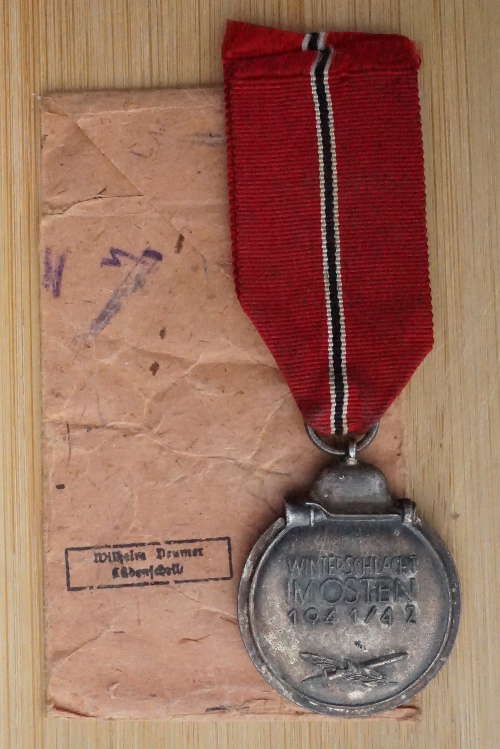 Wilhelm Deumer
Lüdenscheid
WINTERSCHLACHT
IM OSTEN
1941/42